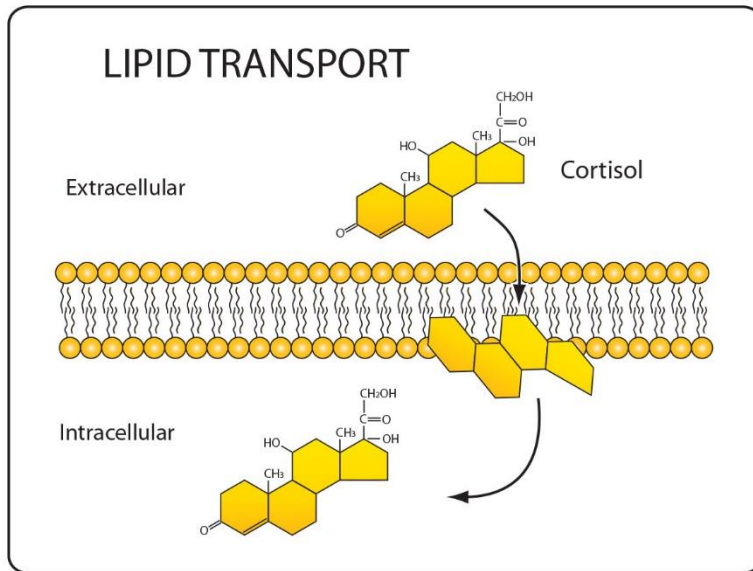 LIPID TRANSPORT
Extracellular
CH₂OH
C=O
CH₃
OH
HO
CH₃
O
Cortisol
Intracellular
CH₂OH
C=O
CH₃
OH
HO
CH₃
O